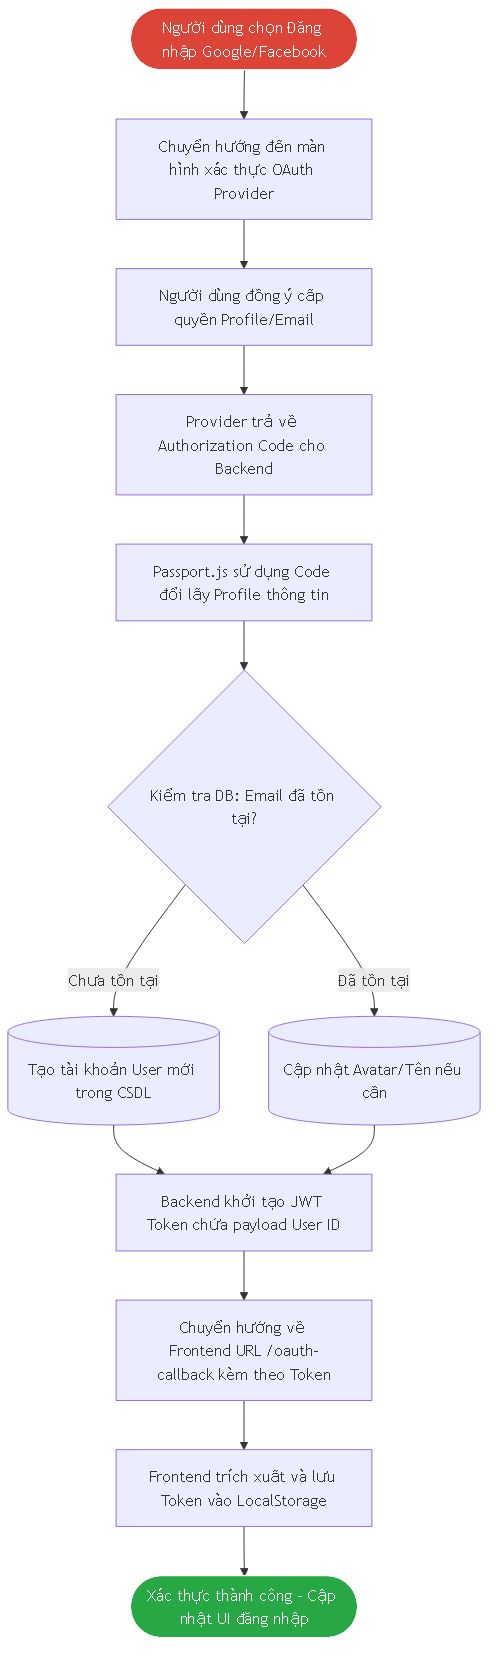 Người dùng chọn Đăng
nhập Google/Facebook
Chuyển hướng đến màn
hình xác thực OAuth
Provider
Người dùng đồng ý cấp
quyền Profile/Email
Provider trả về
Authorization Code cho
Backend
Passport.js sử dụng Code
đổi lấy Profile thông tin
Kiểm tra DB: Email đã tồn
tại?
Chưa tồn tại
Đã tồn tại
Tạo tài khoản User mới
trong CSDL
Cập nhật Avatar/Tên nếu
cần
Backend khởi tạo JWT
Token chứa payload User ID
Chuyển hướng về
Frontend URL /oauth-
callback kèm theo Token
Frontend trích xuất và lưu
Token vào LocalStorage
Xác thực thành công - Cập
nhật UI đăng nhập